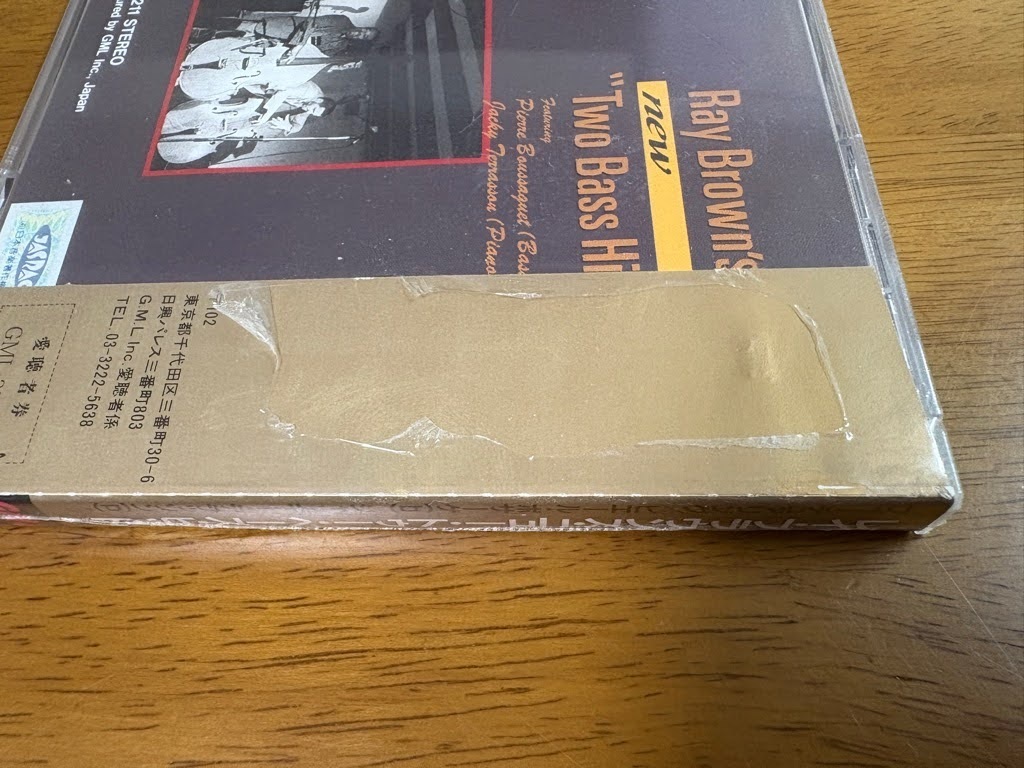 Ray Brown's
new
"Two Bass Hi
Featuring
Pierre Boussaguet (Bas
Jacky Terrasson (Piano
211 STEREO
ured by GML Inc., Japan
〒102
東京都千代田区三番町30-6
日興パレス三番町803
G.M.L Inc 愛聴者係
TEL. 03-3222-5638
愛聴者券
GML